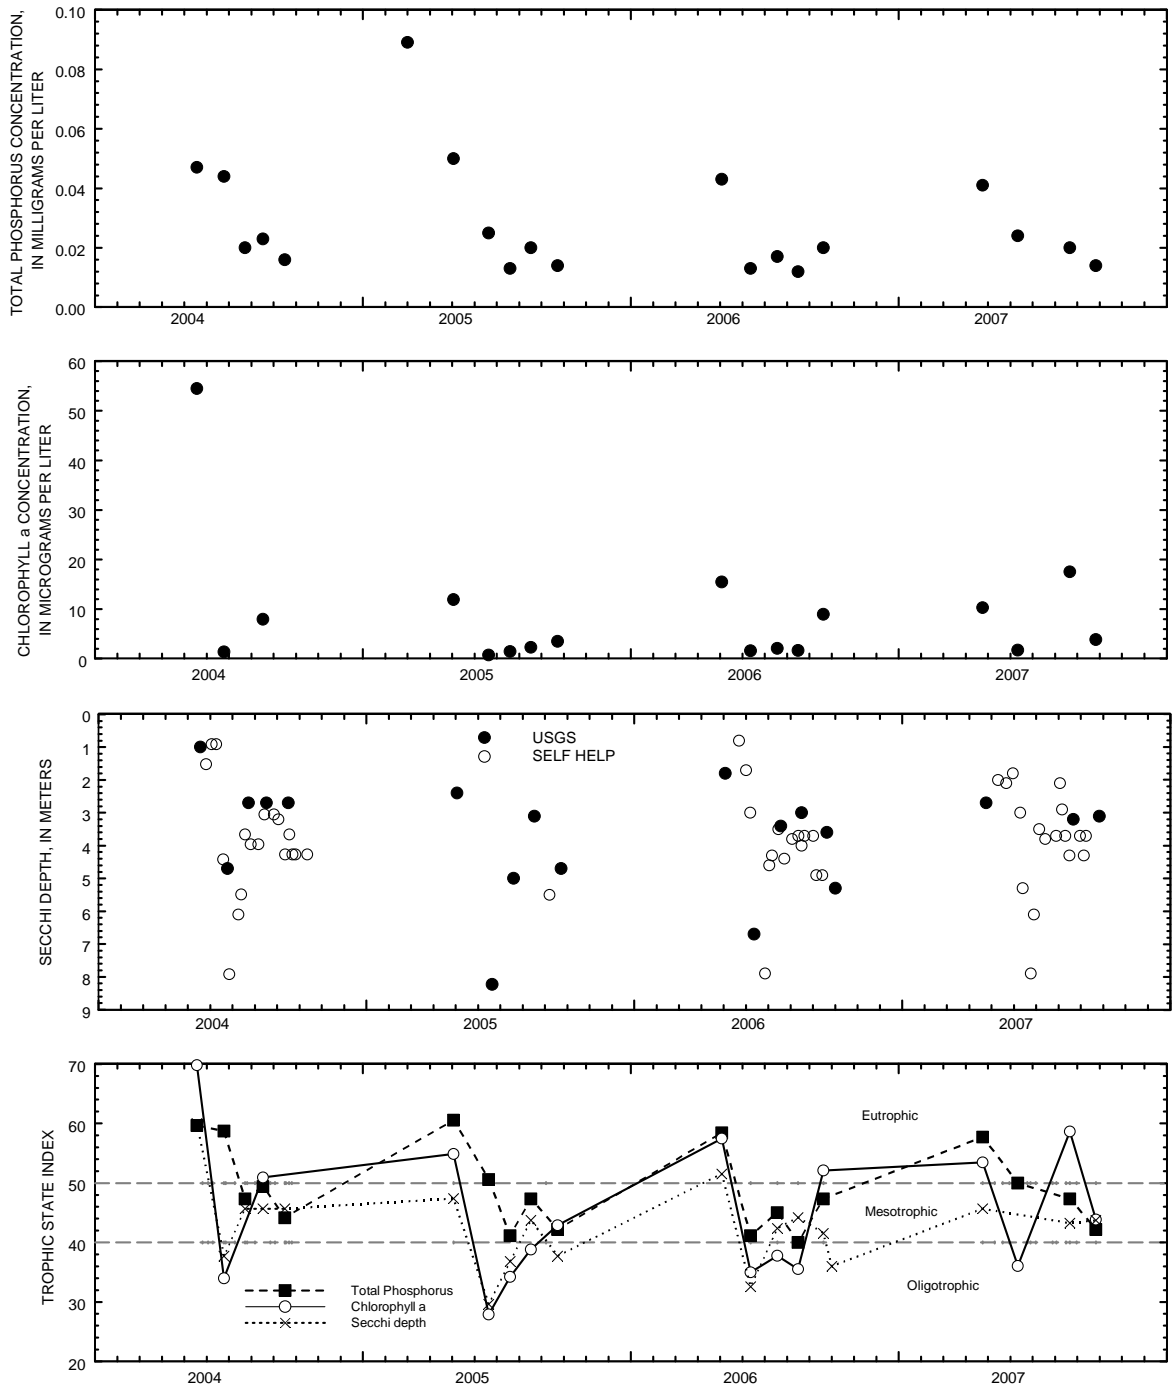 TOTAL PHOSPHORUS CONCENTRATION,
IN MILLIGRAMS PER LITER
0.10
0.08
0.06
0.04
0.02
0.00
2004 2005 2006 2007
CHLOROPHYLL a CONCENTRATION,
IN MICROGRAMS PER LITER
60
50
40
30
20
10
0
2004 2005 2006 2007
SECCHI DEPTH, IN METERS
0
1
2
3
4
5
6
7
8
9
USGS
SELF HELP
2004 2005 2006 2007
TROPHIC STATE INDEX
70
60
50
40
30
20
Eutrophic
Mesotrophic
Oligotrophic
Total Phosphorus
Chlorophyll a
Secchi depth
2004 2005 2006 2007